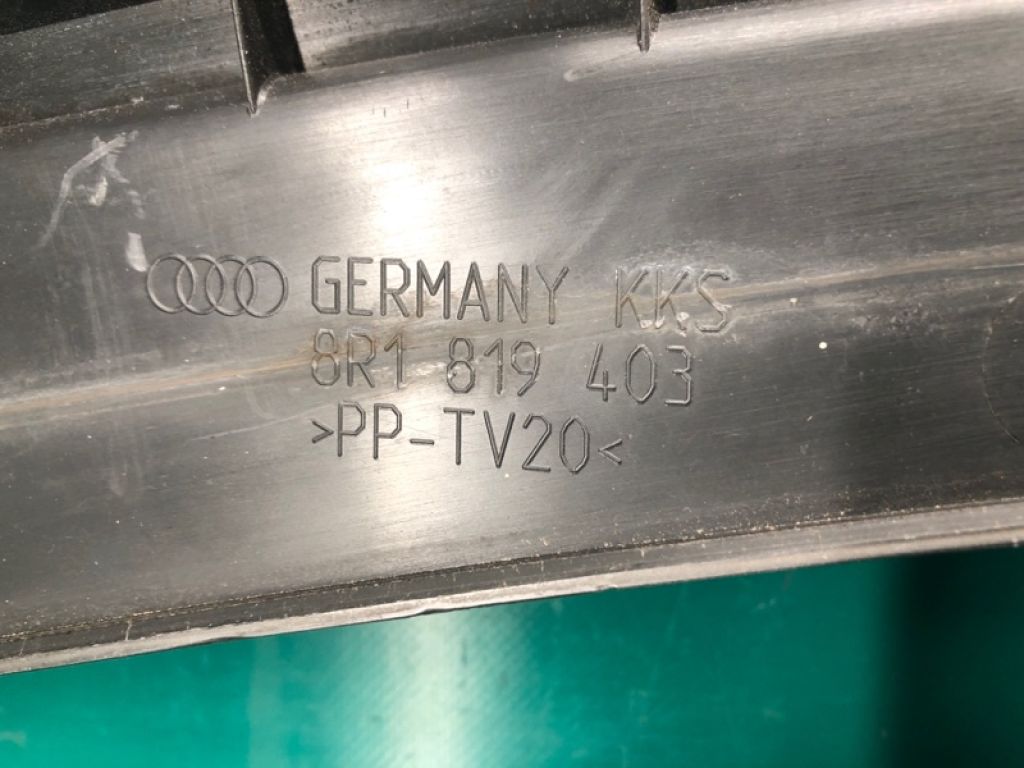 GERMANY KKS
8R1 819 403
>PP-TV20<